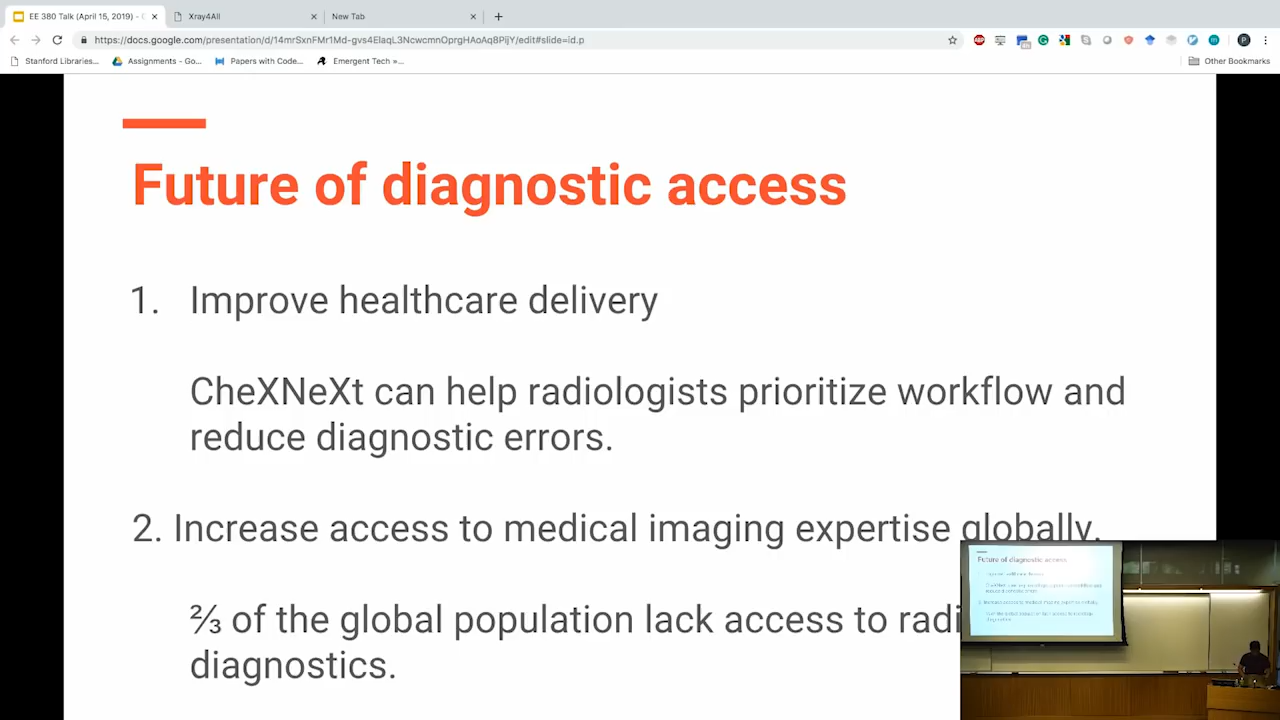 EE 380 Talk (April 15, 2019) -
Xray4All
New Tab
https://docs.google.com/presentation/d/14mrSxnFMr1Md-gvs4ElaqL3NcwcmnOprgHAoAqBPijY/edit#slide=id.p
Stanford Libraries...
Assignments - Go...
Papers with Code...
Emergent Tech »...
Other Bookmarks
Future of diagnostic access
1. Improve healthcare delivery
CheXNeXt can help radiologists prioritize workflow and
reduce diagnostic errors.
2. Increase access to medical imaging expertise globally.
⅔ of the global population lack access to radi
diagnostics.
Future of diagnostic access